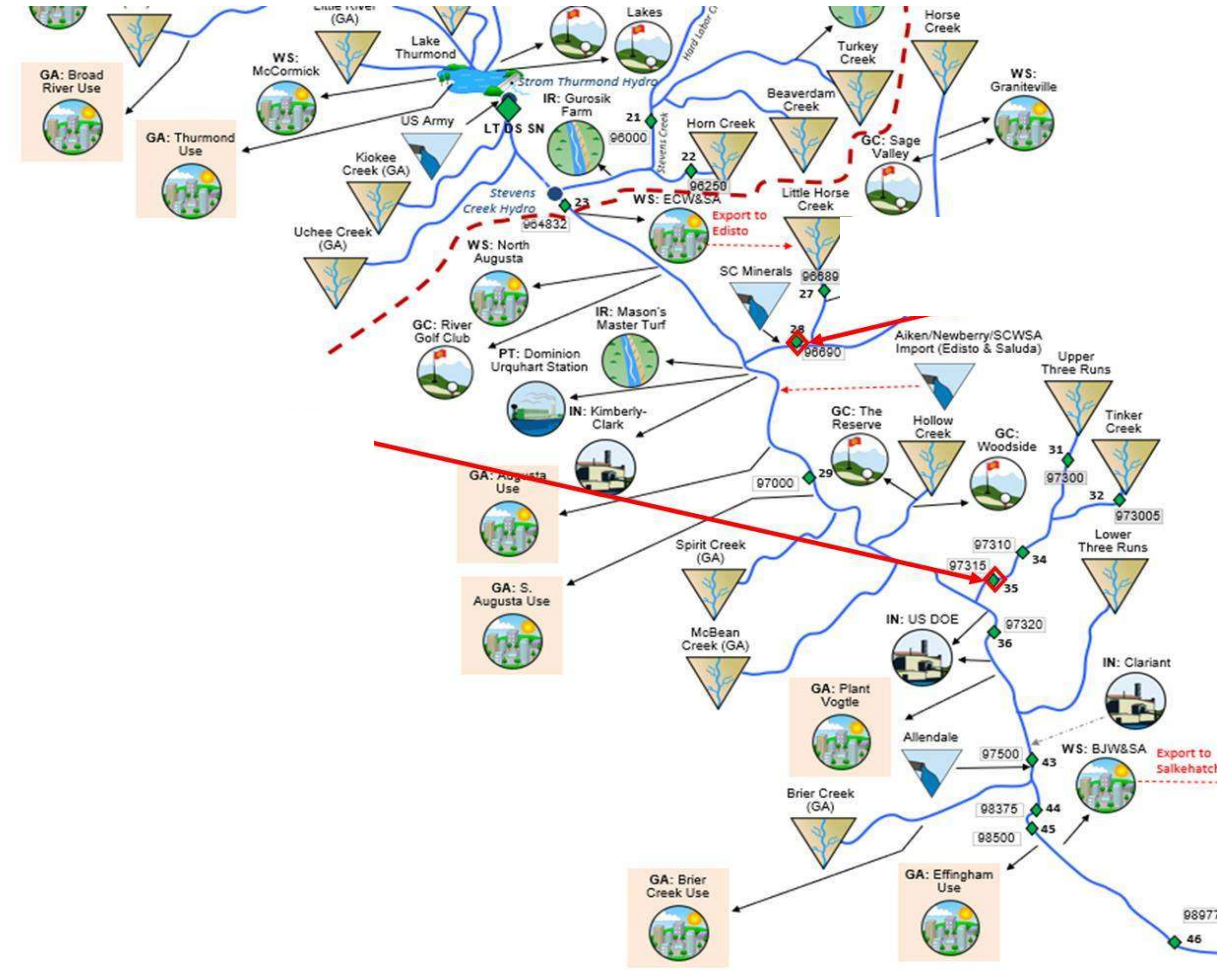 Little River
(GA)
Lakes
Hard Labor C
Horse
Creek
Lake
Thurmond
WS:
McCormick
Turkey
Creek
WS:
Graniteville
GA: Broad
River Use
Strom Thurmond Hydro
IR: Gurosik
Farm
Beaverdam
Creek
US Army
LT DS SN
21
96000
Stevens Creek
Horn Creek
GA: Thurmond
Use
GC: Sage
Valley
Kiokee
Creek (GA)
22
96250
Stevens
Creek Hydro
23
964832
WS: ECW&SA
Little Horse
Creek
Export to
Edisto
Uchee Creek
(GA)
WS: North
Augusta
SC Minerals
96689
27
IR: Mason's
Master Turf
GC: River
Golf Club
28
96690
Aiken/Newberry/SCWSA
Import (Edisto & Saluda)
Upper
Three Runs
PT: Dominion
Urquhart Station
IN: Kimberly-
Clark
GC: The
Reserve
Hollow
Creek
Tinker
Creek
GC:
Woodside
31
97300
GA: Augusta
Use
29
97000
32
973005
Spirit Creek
(GA)
97310
34
Lower
Three Runs
97315
35
GA: S.
Augusta Use
IN: US DOE
97320
36
McBean
Creek (GA)
IN: Clariant
GA: Plant
Vogtle
Allendale
97500
43
WS: BJW&SA
Export to
Salkehatch
Brier Creek
(GA)
98375
44
98500
45
GA: Brier
Creek Use
GA: Effingham
Use
98977
46